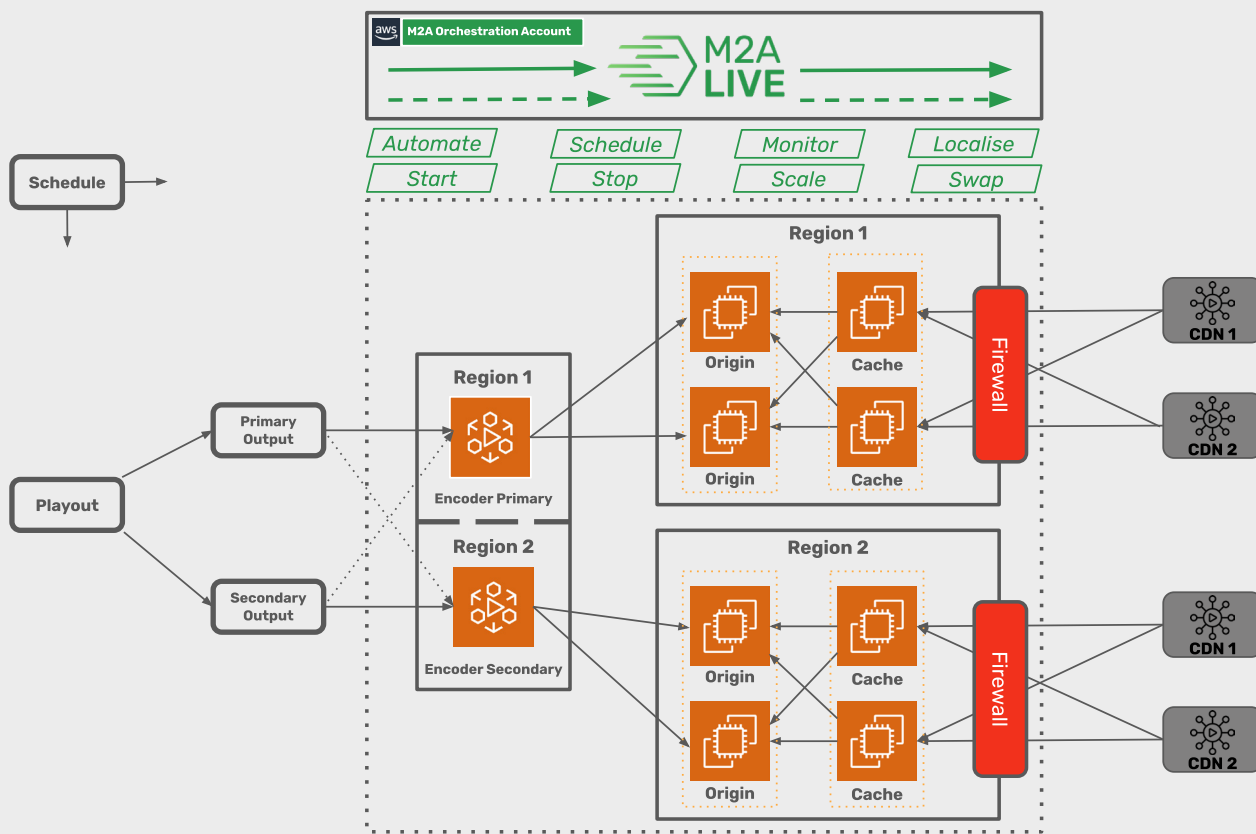 aws
M2A Orchestration Account
M2A
LIVE
Automate
Schedule
Monitor
Localise
Start
Stop
Scale
Swap
Schedule
Region 1
Origin
Cache
Origin
Cache
Firewall
CDN 1
CDN 2
Region 1
Encoder Primary
Primary
Output
Playout
Secondary
Output
Region 2
Encoder Secondary
Region 2
Origin
Cache
Origin
Cache
Firewall
CDN 1
CDN 2